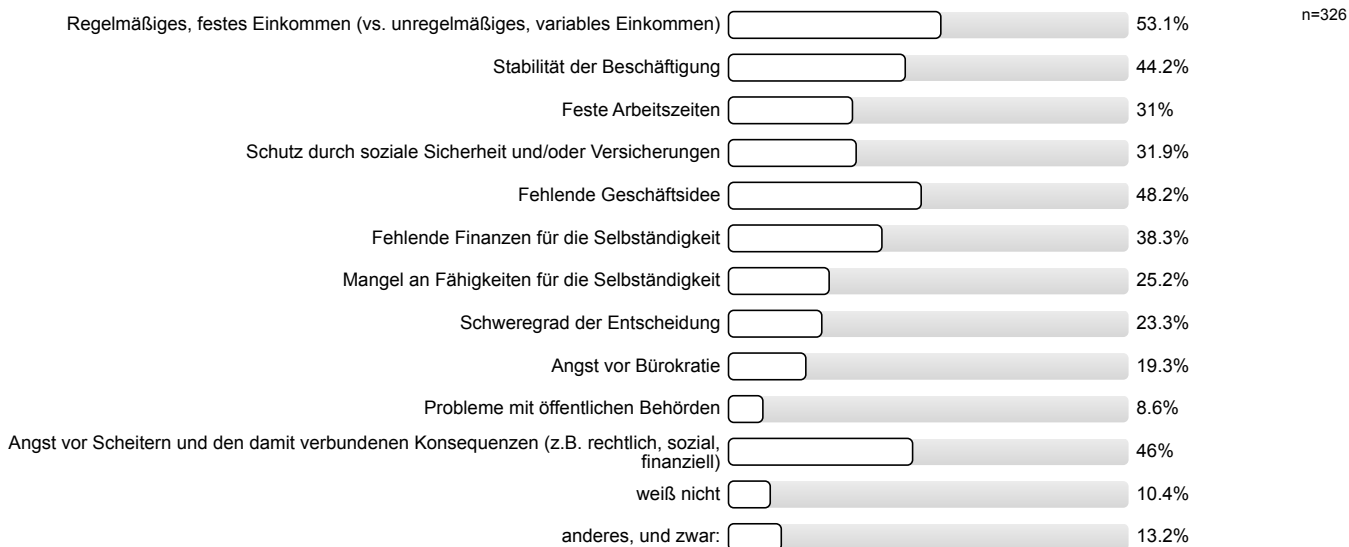 Regelmäßiges, festes Einkommen (vs. unregelmäßiges, variables Einkommen) 53.1% n=326
Stabilität der Beschäftigung 44.2%
Feste Arbeitszeiten 31%
Schutz durch soziale Sicherheit und/oder Versicherungen 31.9%
Fehlende Geschäftsidee 48.2%
Fehlende Finanzen für die Selbständigkeit 38.3%
Mangel an Fähigkeiten für die Selbständigkeit 25.2%
Schweregrad der Entscheidung 23.3%
Angst vor Bürokratie 19.3%
Probleme mit öffentlichen Behörden 8.6%
Angst vor Scheitern und den damit verbundenen Konsequenzen (z.B. rechtlich, sozial,
finanziell) 46%
weiß nicht 10.4%
anderes, und zwar: 13.2%